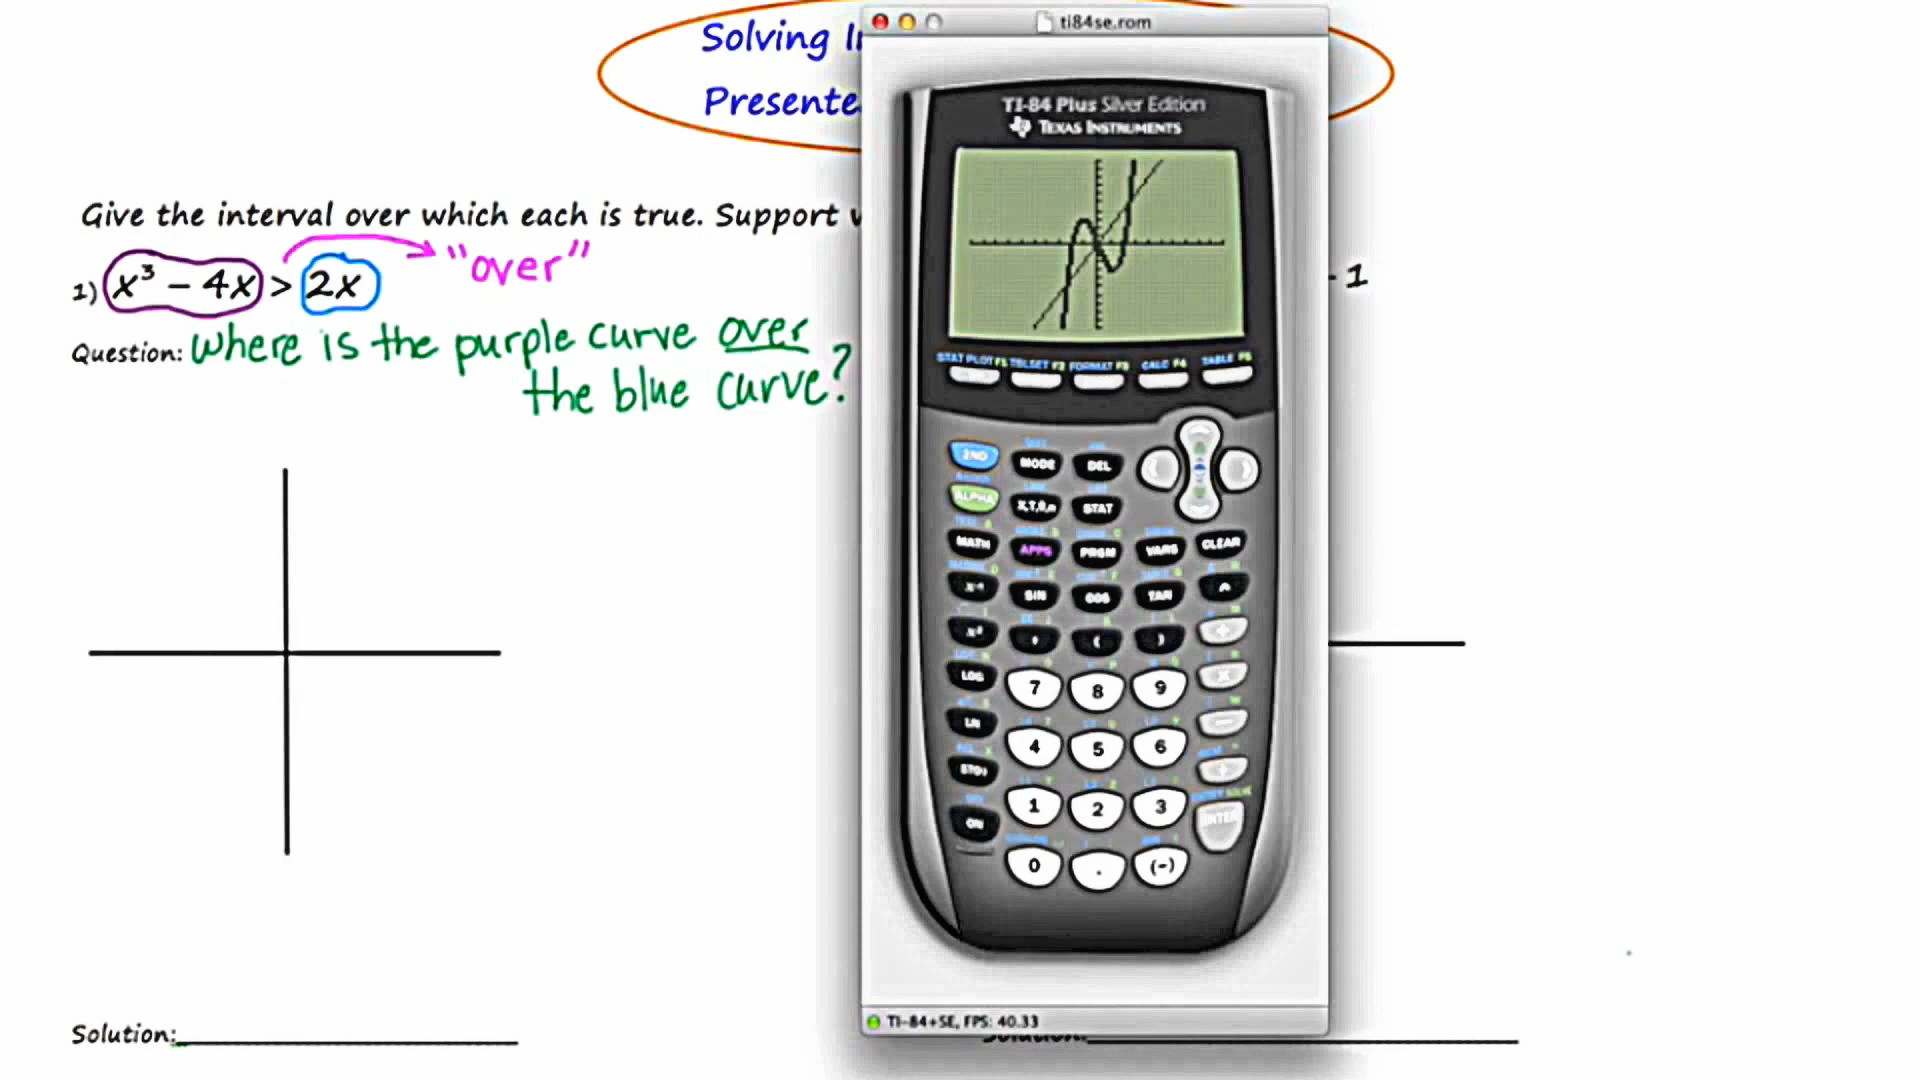 Solving
Presente
ti84se.rom
TI-84 Plus Silver Edition
TEXAS INSTRUMENTS
Give the interval over which each is true. Support
"over"
1) x³ − 4x > 2x
- 1
Question: Where is the purple curve over
the blue curve?
STAT PLOT F1 TBLSET F2 FORMAT F3 CALC F4 TABLE F5
2ND MODE DEL
ALPHA X,T,θ,n STAT
MATH APPS PRGM VARS CLEAR
SIN COS TAN ^
x² , ( )
LOG 7 8 9 ×
LN 4 5 6 −
STO 1 2 3 +
ON 0 . (-) ENTER
TI-84+SE, FPS: 40.33
Solution:
Solution: